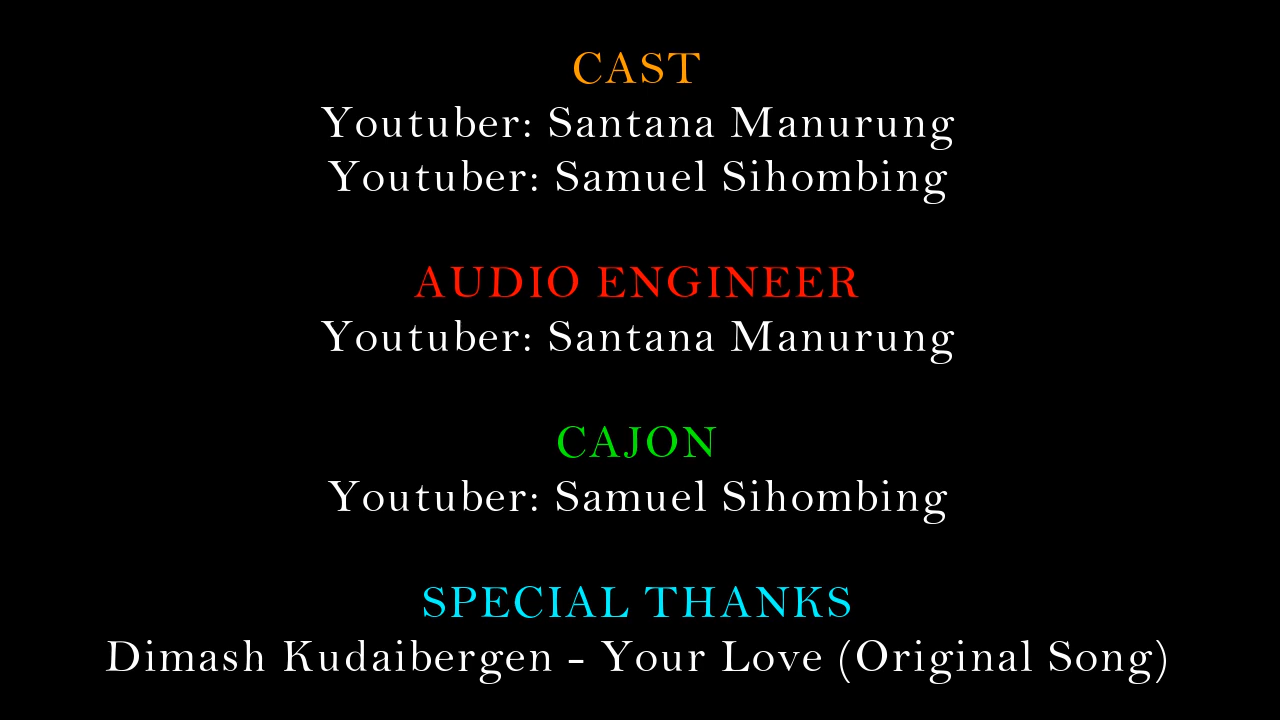 CAST
Youtuber: Santana Manurung
Youtuber: Samuel Sihombing
AUDIO ENGINEER
Youtuber: Santana Manurung
CAJON
Youtuber: Samuel Sihombing
SPECIAL THANKS
Dimash Kudaibergen - Your Love (Original Song)